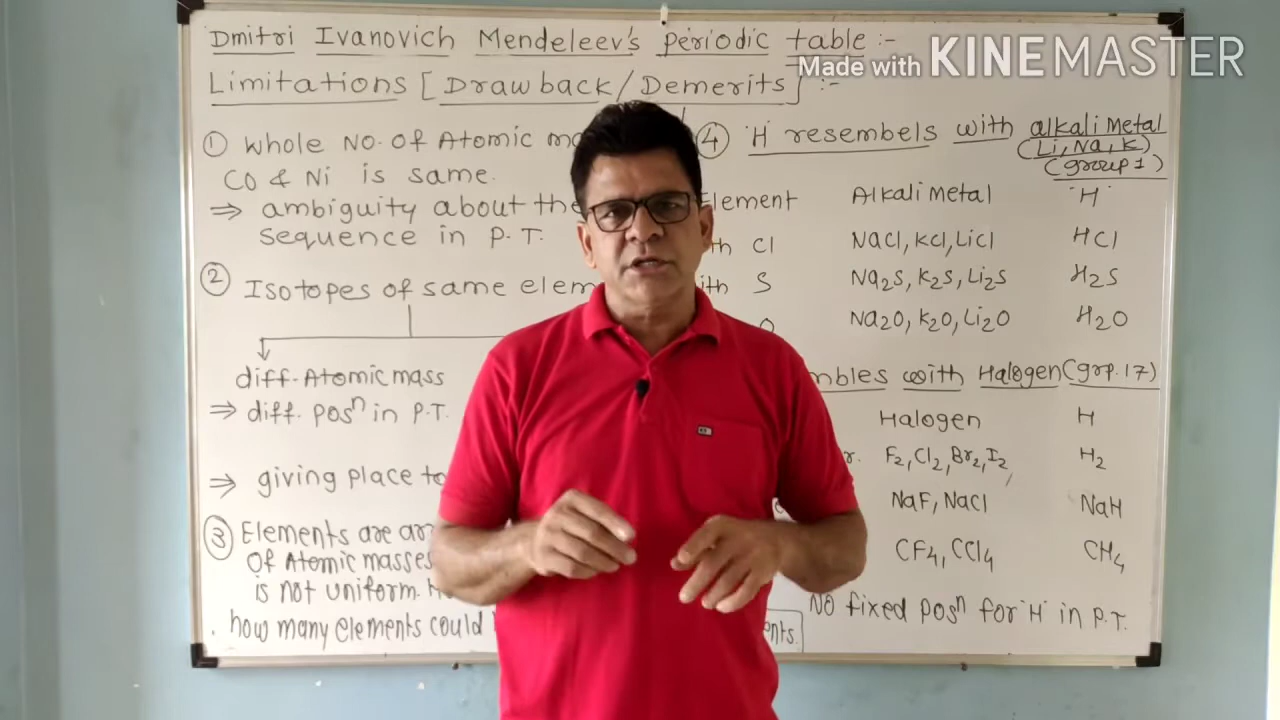 Dmitri Ivanovich Mendeleev's periodic table :-
Limitations [Drawback/Demerits] :-
Made with KINEMASTER
① Whole No. of Atomic
Co & Ni is same.
⇒ ambiguity about the
sequence in P.T.
② Isotopes of same
diff. Atomic mass
⇒ diff. posⁿ in P.T.
⇒ giving place to
③ Elements are
of Atomic masses
is not uniform.
how many elements could
④ 'H' resembels with alkali Metal
(Li, Na, K)
(group 1)
Element Alkali Metal 'H'
Cl NaCl, KCl, LiCl HCl
S Na2S, K2S, Li2S H2S
O Na2O, K2O, Li2O H2O
with Halogen (grp. 17)
Halogen H
F2, Cl2, Br2, I2, H2
NaF, NaCl NaH
CF4, CCl4 CH4
No fixed posⁿ for 'H' in P.T.